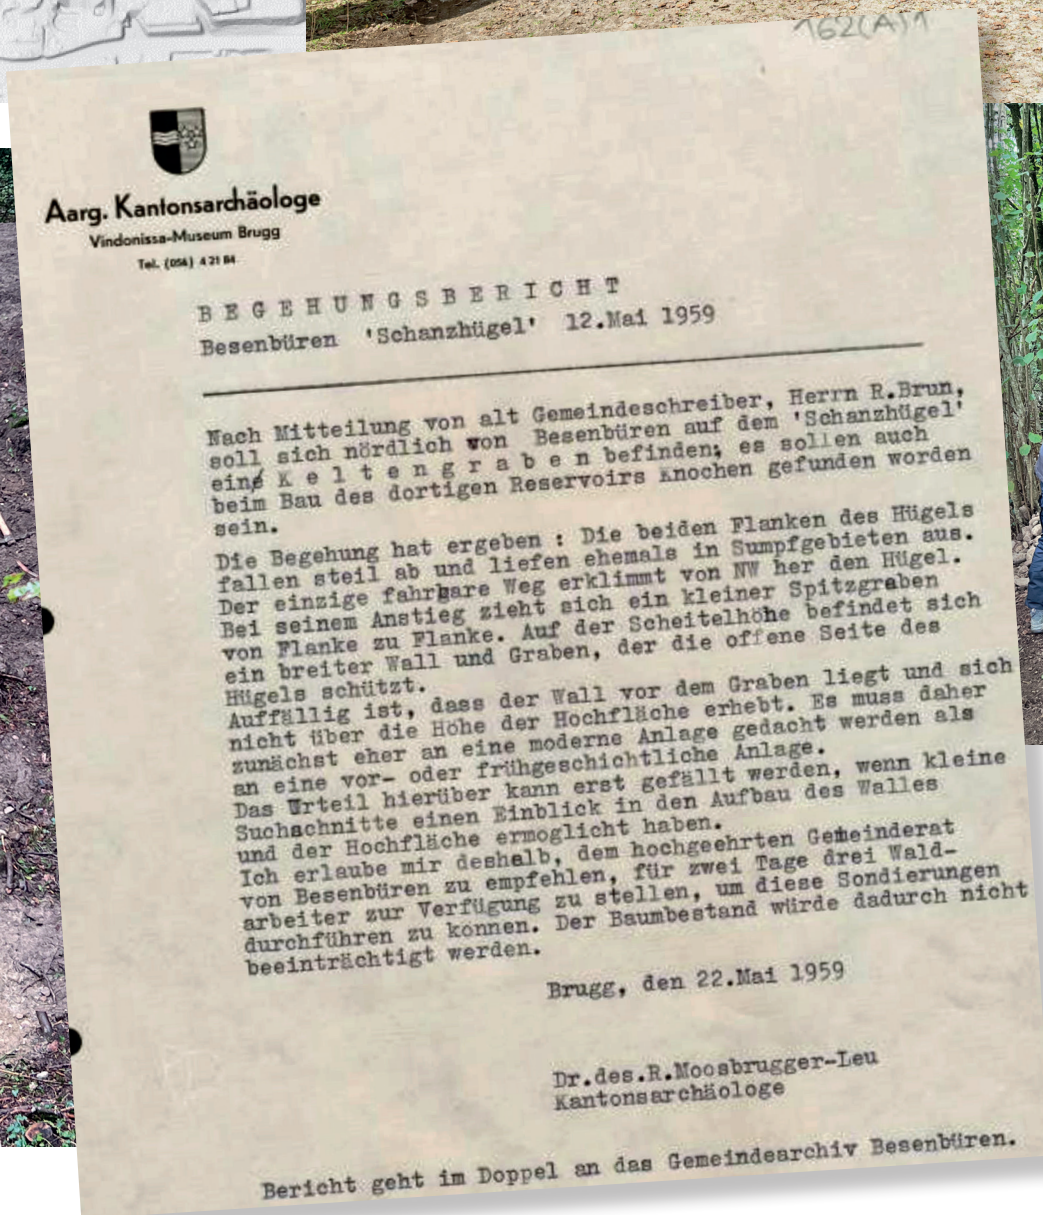 162(A)1
Aarg. Kantonsarchäologe
Vindonissa-Museum Brugg
Tel. (056) 4 21 84
BEGEHUNGSBERICHT
Besenbüren 'Schanzhügel' 12.Mai 1959
Nach Mitteilung von alt Gemeindeschreiber, Herrn R.Brun,
soll sich nördlich von Besenbüren auf dem 'Schanzhügel'
ein K e l t e n g r a b e n befinden; es sollen auch
beim Bau des dortigen Reservoirs Knochen gefunden worden
sein.
Die Begehung hat ergeben : Die beiden Flanken des Hügels
fallen steil ab und liefen ehemals in Sumpfgebieten aus.
Der einzige fahrbare Weg erklimmt von NW her den Hügel.
Bei seinem Anstieg zieht sich ein kleiner Spitzgraben
von Flanke zu Flanke. Auf der Scheitelhöhe befindet sich
ein breiter Wall und Graben, der die offene Seite des
Hügels schützt.
Auffällig ist, dass der Wall vor dem Graben liegt und sich
nicht über die Höhe der Hochfläche erhebt. Es muss daher
zunächst eher an eine moderne Anlage gedacht werden als
an eine vor- oder frühgeschichtliche Anlage.
Das Urteil hierüber kann erst gefällt werden, wenn kleine
Suchschnitte einen Einblick in den Aufbau des Walles
und der Hochfläche ermoglicht haben.
Ich erlaube mir deshalb, dem hochgeehrten Gemeinderat
von Besenbüren zu empfehlen, für zwei Tage drei Wald-
arbeiter zur Verfügung zu stellen, um diese Sondierungen
durchführen zu können. Der Baumbestand würde dadurch nicht
beeinträchtigt werden.
Brugg, den 22.Mai 1959
Dr.des.R.Moosbrugger-Leu
Kantonsarchäologe
Bericht geht im Doppel an das Gemeindearchiv Besenbüren.